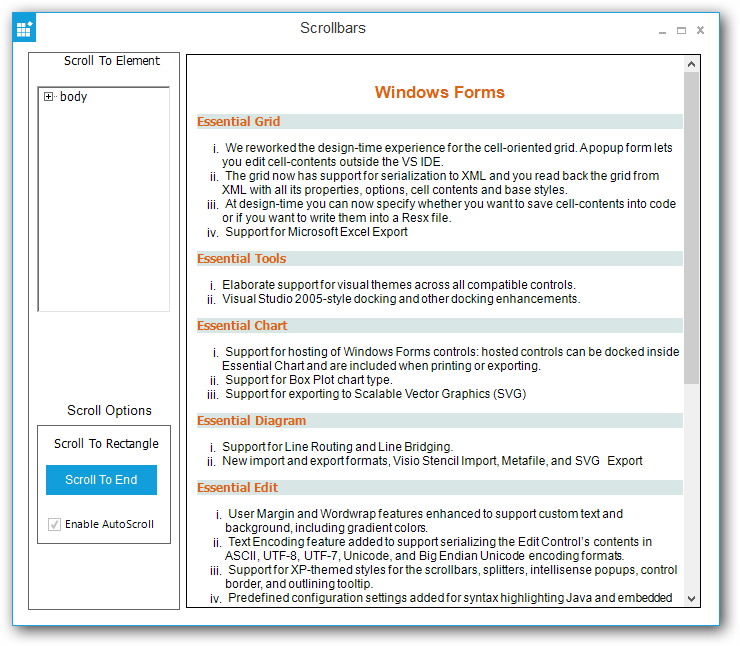 Scrollbars
Scroll To Element
body
Scroll Options
Scroll To Rectangle
Scroll To End
Enable AutoScroll
Windows Forms
Essential Grid
i. We reworked the design-time experience for the cell-oriented grid. A popup form lets
you edit cell-contents outside the VS IDE.
ii. The grid now has support for serialization to XML and you read back the grid from
XML with all its properties, options, cell contents and base styles.
iii. At design-time you can now specify whether you want to save cell-contents into code
or if you want to write them into a Resx file.
iv. Support for Microsoft Excel Export
Essential Tools
i. Elaborate support for visual themes across all compatible controls.
ii. Visual Studio 2005-style docking and other docking enhancements.
Essential Chart
i. Support for hosting of Windows Forms controls: hosted controls can be docked inside
Essential Chart and are included when printing or exporting.
ii. Support for Box Plot chart type.
iii. Support for exporting to Scalable Vector Graphics (SVG)
Essential Diagram
i. Support for Line Routing and Line Bridging.
ii. New import and export formats, Visio Stencil Import, Metafile, and SVG Export
Essential Edit
i. User Margin and Wordwrap features enhanced to support custom text and
background, including gradient colors.
ii. Text Encoding feature added to support serializing the Edit Control's contents in
ASCII, UTF-8, UTF-7, Unicode, and Big Endian Unicode encoding formats.
iii. Support for XP-themed styles for the scrollbars, splitters, intellisense popups, control
border, and outlining tooltip.
iv. Predefined configuration settings added for syntax highlighting Java and embedded